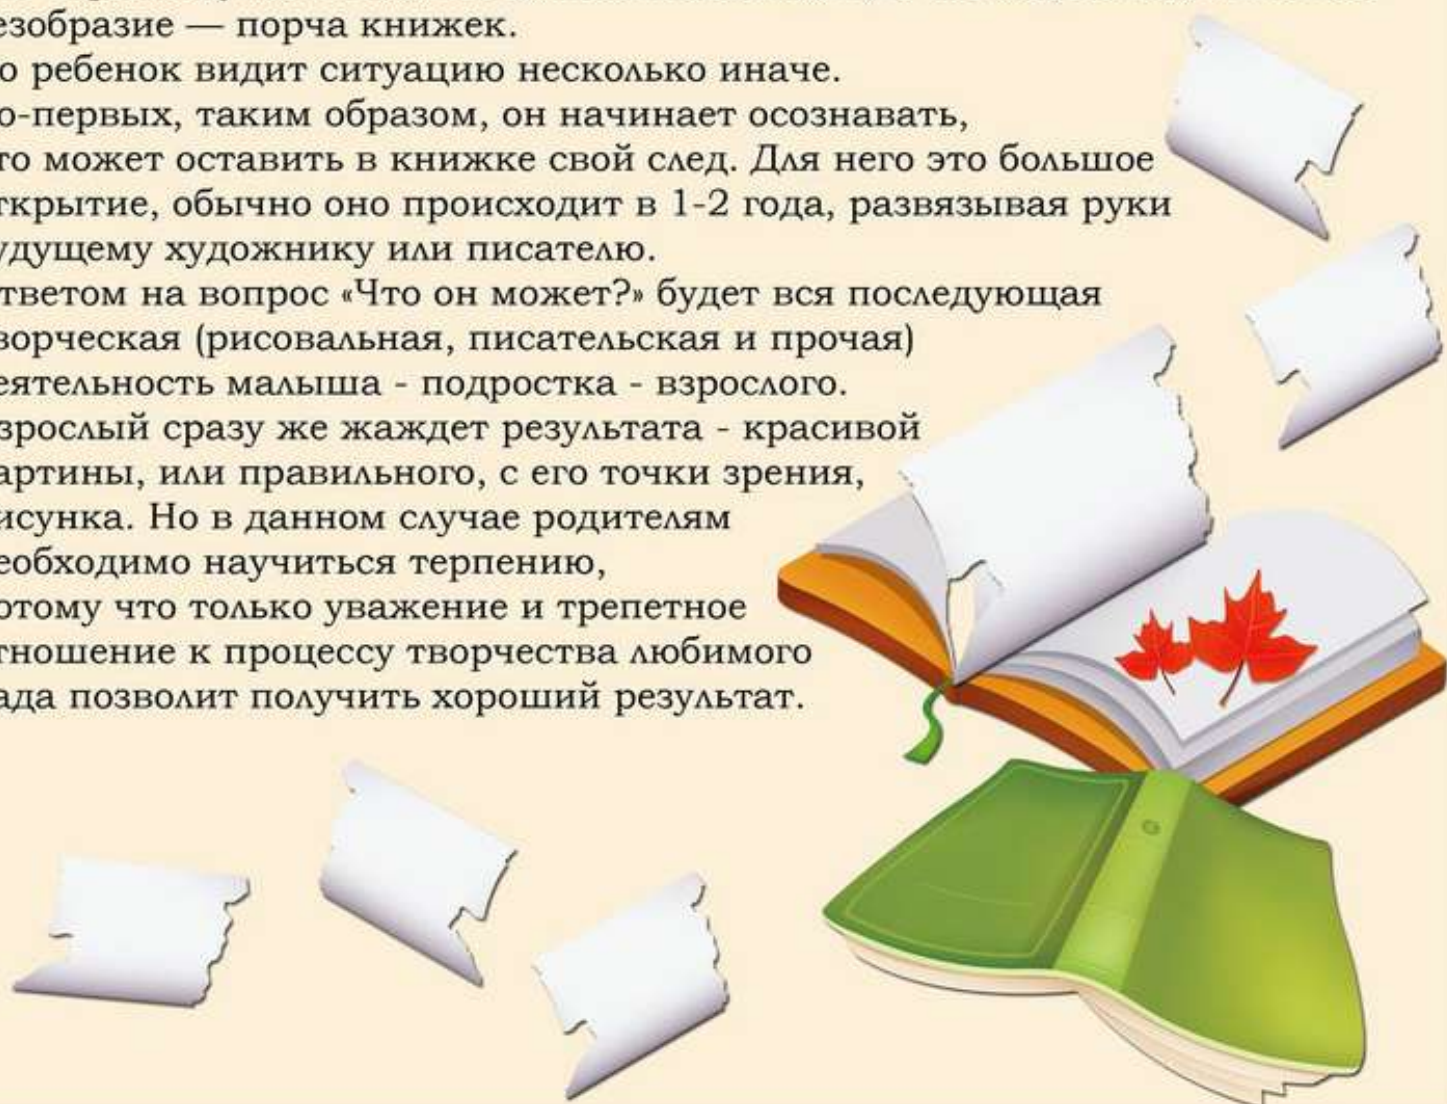 езобразие — порча книжек.
о ребенок видит ситуацию несколько иначе.
о-первых, таким образом, он начинает осознавать,
то может оставить в книжке свой след. Для него это большое
ткрытие, обычно оно происходит в 1-2 года, развязывая руки
удущему художнику или писателю.
тветом на вопрос «Что он может?» будет вся последующая
ворческая (рисовальная, писательская и прочая)
еятельность малыша - подростка - взрослого.
зрослый сразу же жаждет результата - красивой
артины, или правильного, с его точки зрения,
исунка. Но в данном случае родителям
еобходимо научиться терпению,
отому что только уважение и трепетное
тношение к процессу творчества любимого
ада позволит получить хороший результат.